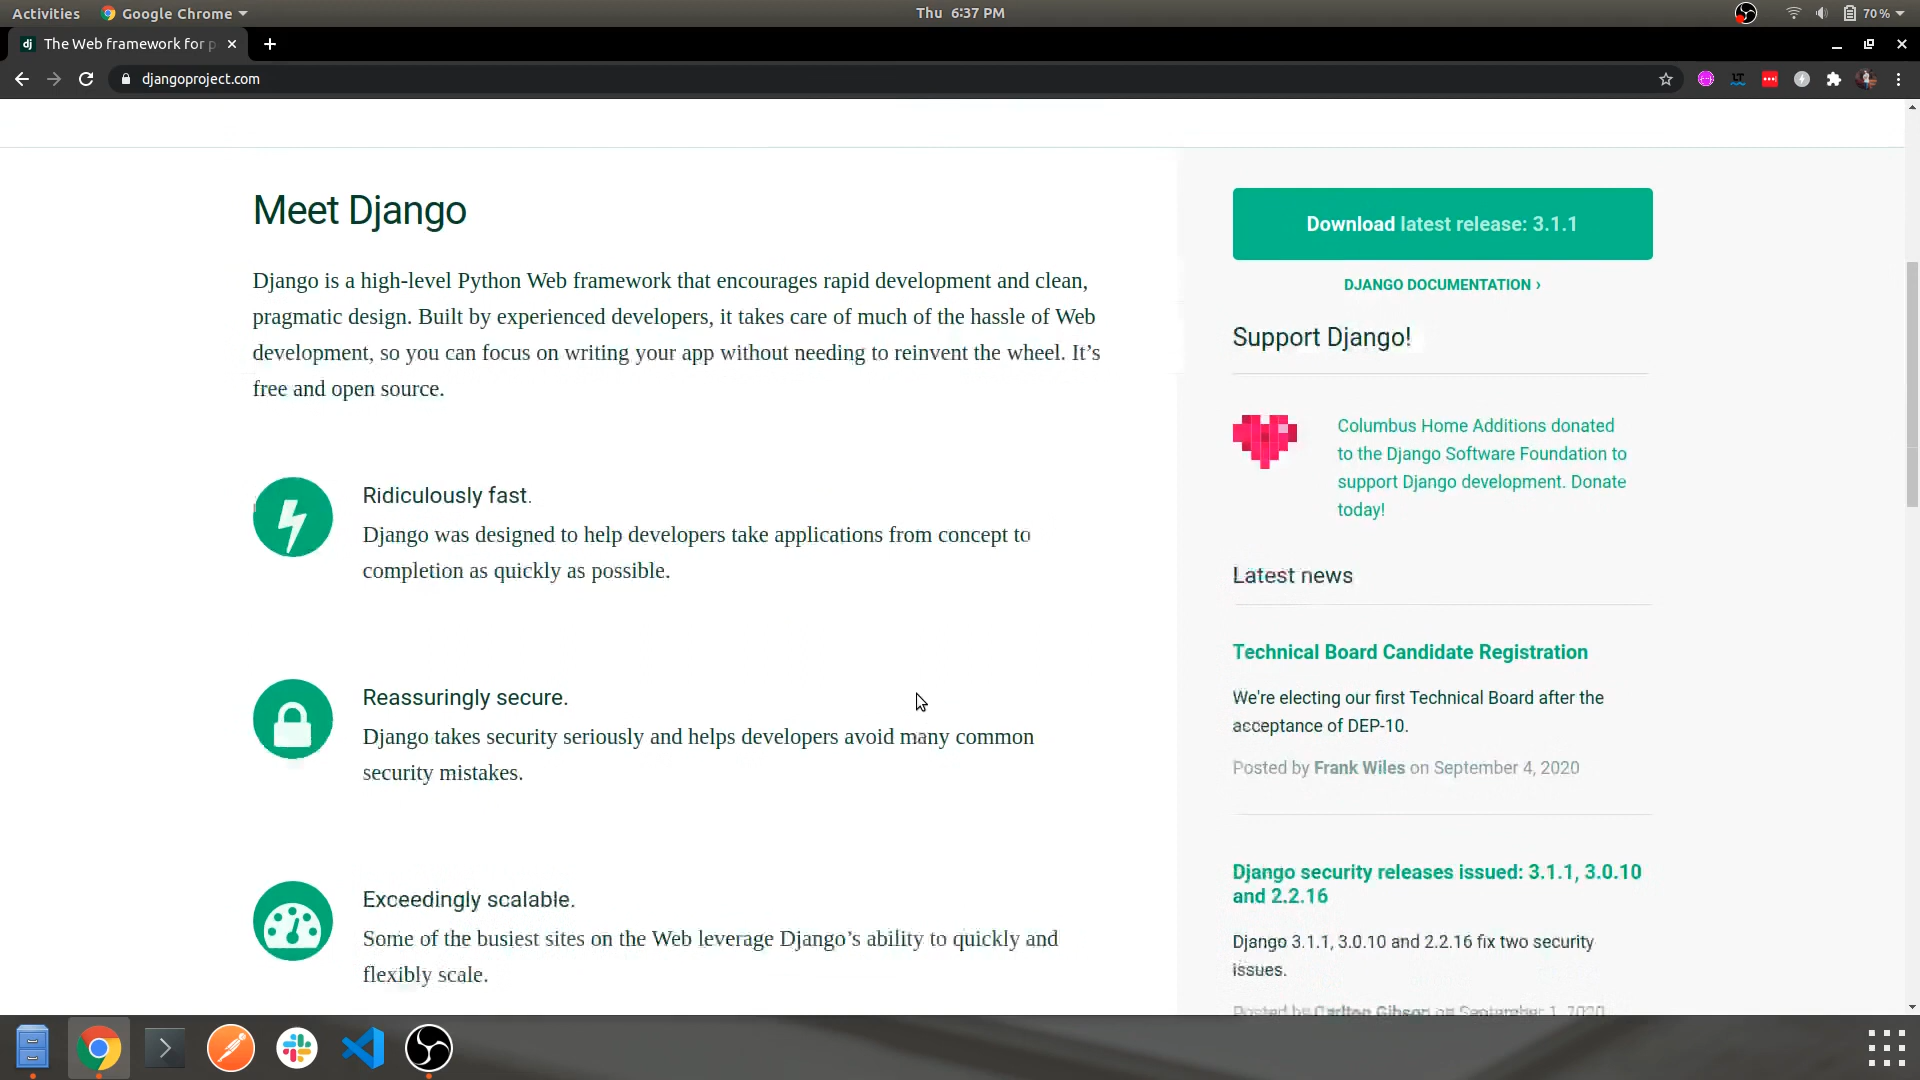 Activities
Google Chrome
Thu 6:37 PM
70%
dj The Web framework for p
djangoproject.com
LT
Meet Django
Django is a high-level Python Web framework that encourages rapid development and clean,
pragmatic design. Built by experienced developers, it takes care of much of the hassle of Web
development, so you can focus on writing your app without needing to reinvent the wheel. It’s
free and open source.
Ridiculously fast.
Django was designed to help developers take applications from concept to
completion as quickly as possible.
Reassuringly secure.
Django takes security seriously and helps developers avoid many common
security mistakes.
Exceedingly scalable.
Some of the busiest sites on the Web leverage Django’s ability to quickly and
flexibly scale.
Download latest release: 3.1.1
DJANGO DOCUMENTATION ›
Support Django!
Columbus Home Additions donated
to the Django Software Foundation to
support Django development. Donate
today!
Latest news
Technical Board Candidate Registration
We're electing our first Technical Board after the
acceptance of DEP-10.
Posted by Frank Wiles on September 4, 2020
Django security releases issued: 3.1.1, 3.0.10
and 2.2.16
Django 3.1.1, 3.0.10 and 2.2.16 fix two security
issues.
Posted by Carlton Gibson on September 1, 2020